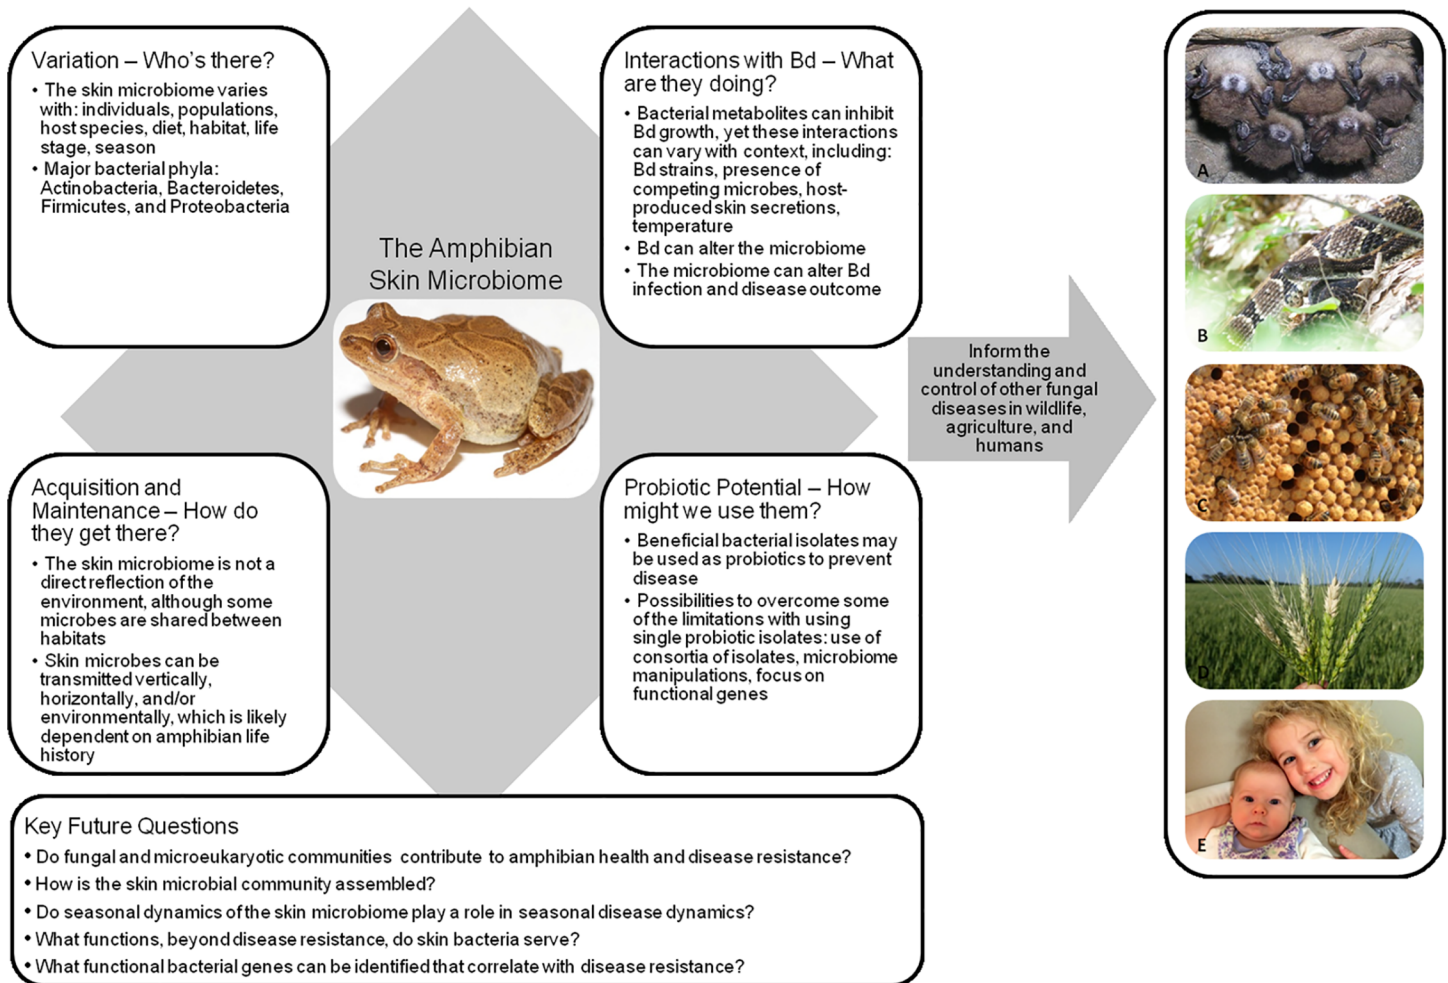 Variation – Who's there?
• The skin microbiome varies
with: individuals, populations,
host species, diet, habitat, life
stage, season
• Major bacterial phyla:
Actinobacteria, Bacteroidetes,
Firmicutes, and Proteobacteria
Interactions with Bd – What
are they doing?
• Bacterial metabolites can inhibit
Bd growth, yet these interactions
can vary with context, including:
Bd strains, presence of
competing microbes, host-
produced skin secretions,
temperature
• Bd can alter the microbiome
• The microbiome can alter Bd
infection and disease outcome
The Amphibian
Skin Microbiome
Acquisition and
Maintenance – How do
they get there?
• The skin microbiome is not a
direct reflection of the
environment, although some
microbes are shared between
habitats
• Skin microbes can be
transmitted vertically,
horizontally, and/or
environmentally, which is likely
dependent on amphibian life
history
Probiotic Potential – How
might we use them?
• Beneficial bacterial isolates may
be used as probiotics to prevent
disease
• Possibilities to overcome some
of the limitations with using
single probiotic isolates: use of
consortia of isolates, microbiome
manipulations, focus on
functional genes
Key Future Questions
• Do fungal and microeukaryotic communities contribute to amphibian health and disease resistance?
• How is the skin microbial community assembled?
• Do seasonal dynamics of the skin microbiome play a role in seasonal disease dynamics?
• What functions, beyond disease resistance, do skin bacteria serve?
• What functional bacterial genes can be identified that correlate with disease resistance?
Inform the
understanding and
control of other fungal
diseases in wildlife,
agriculture, and
humans
A
B
C
D
E